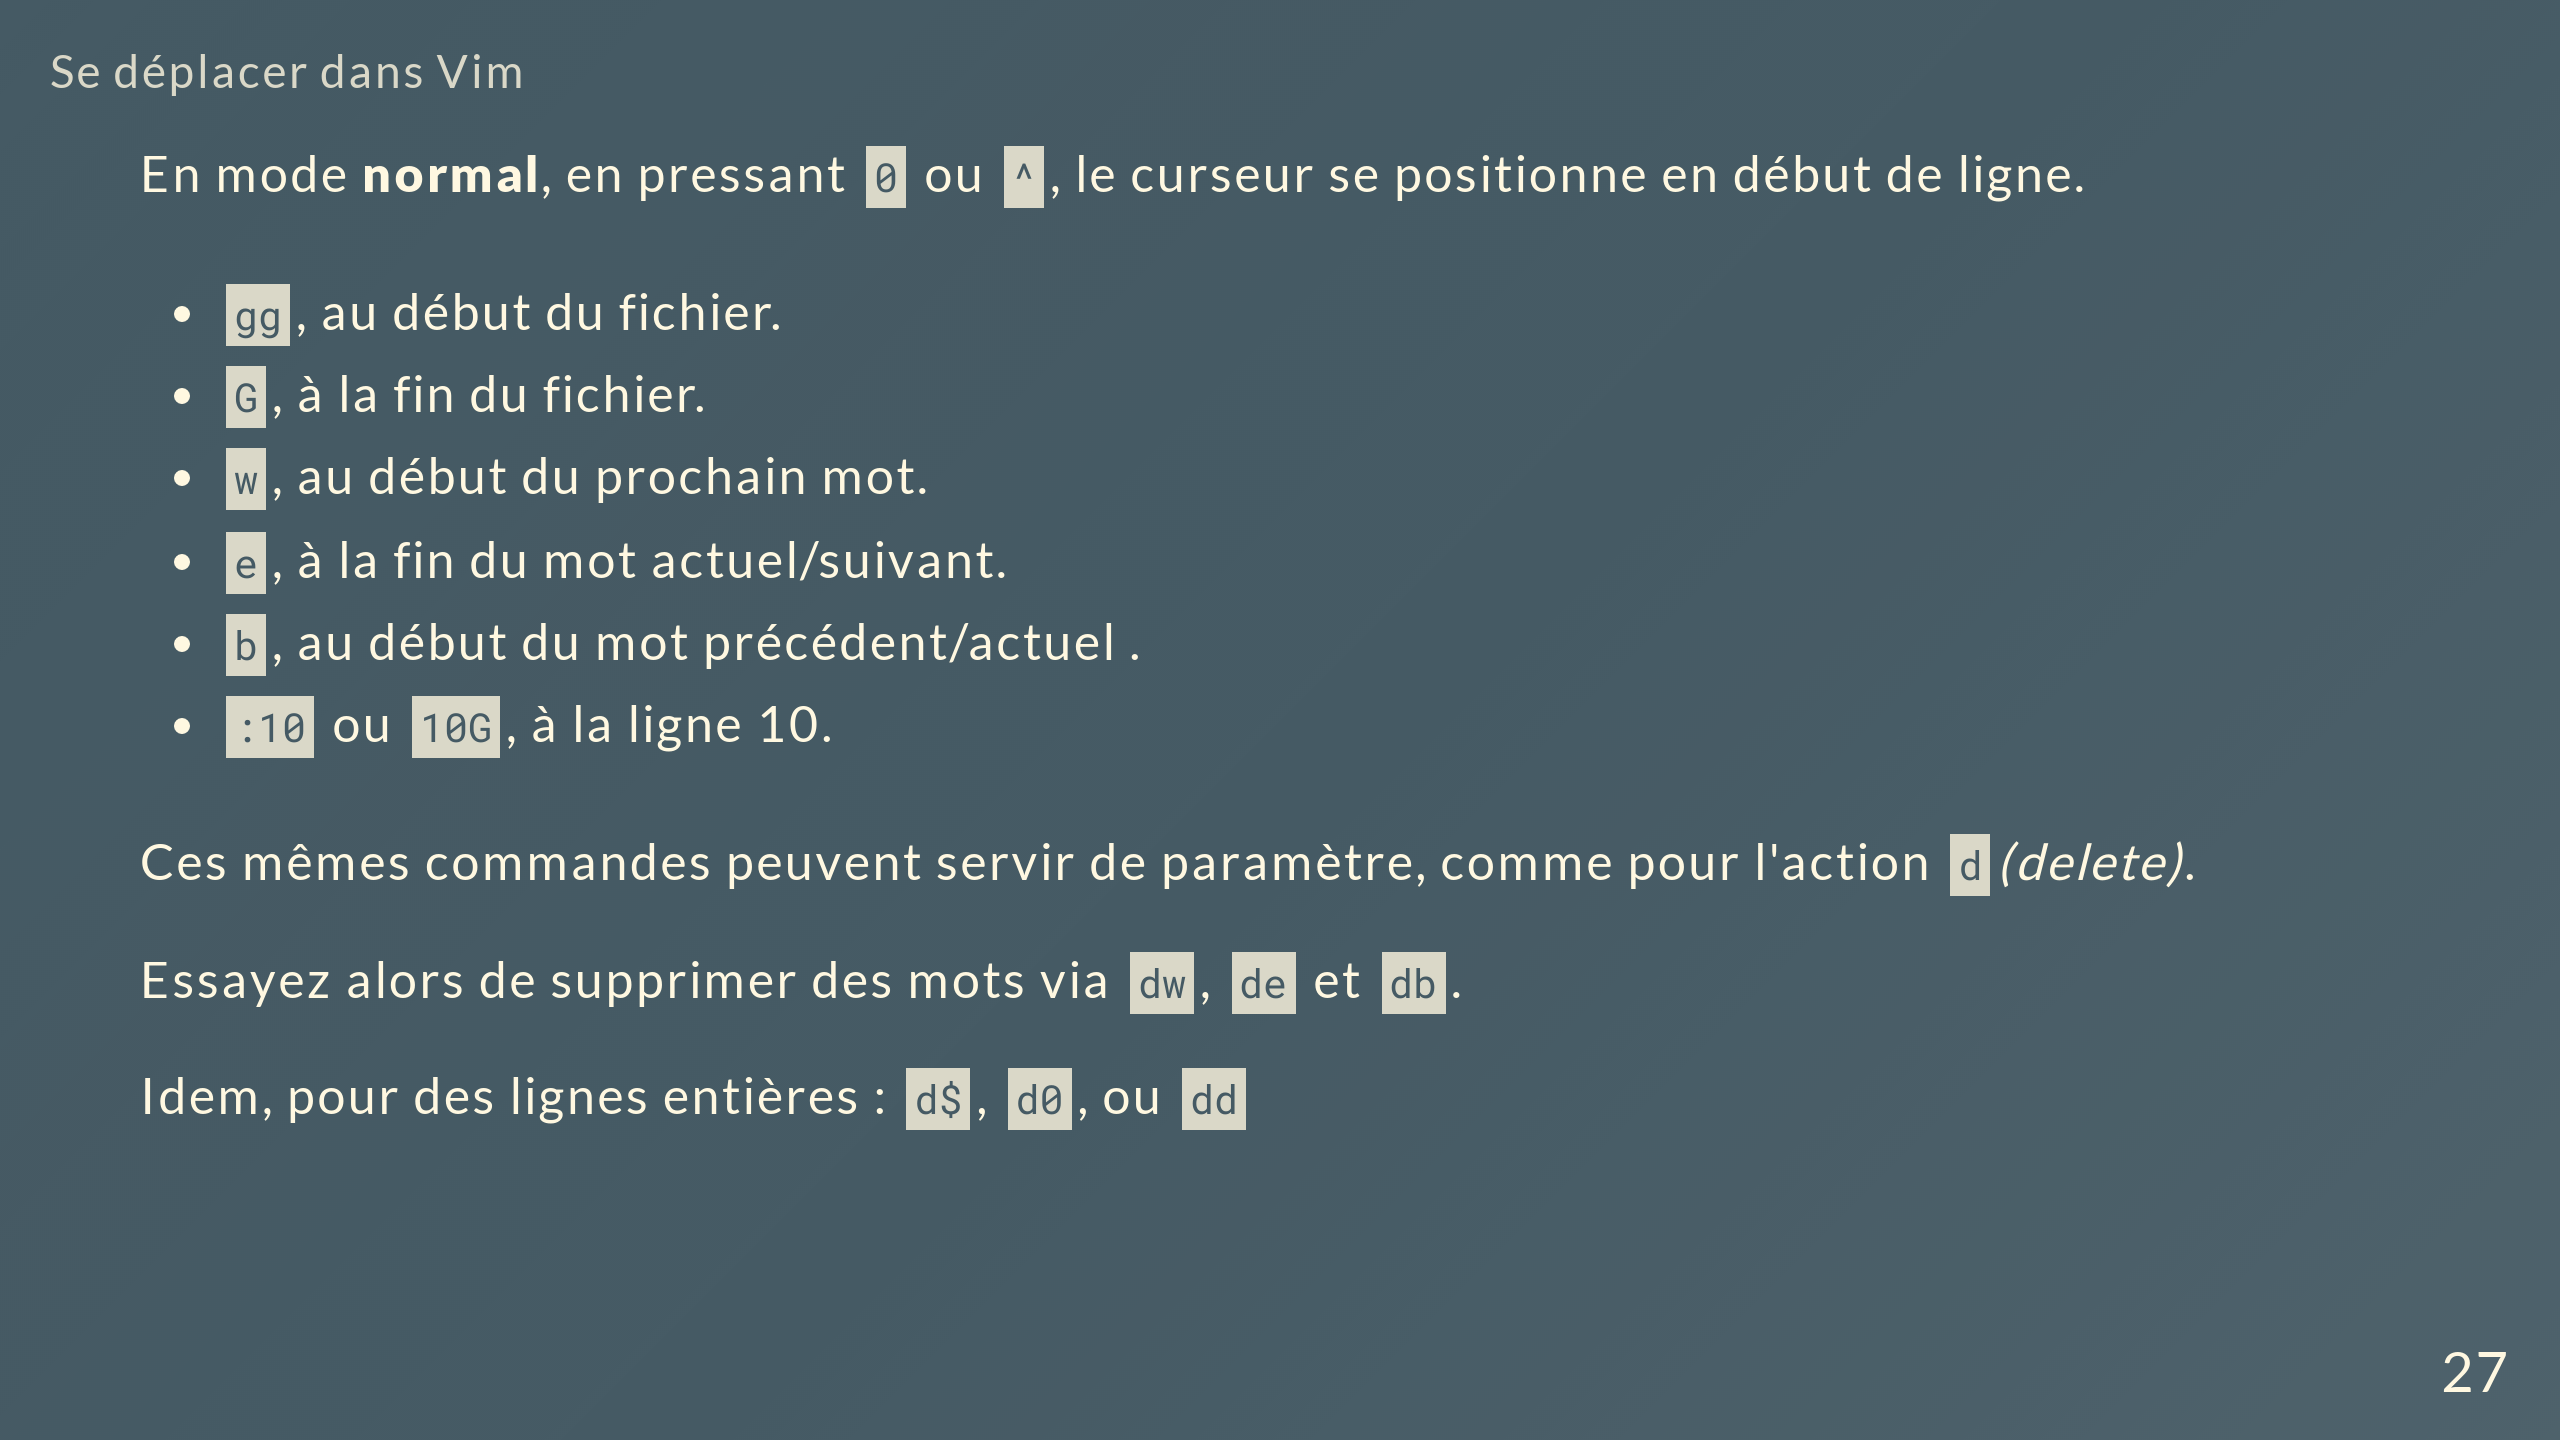 Se déplacer dans Vim
En mode normal, en pressant 0 ou ^, le curseur se positionne en début de ligne.
• gg, au début du fichier.
• G, à la fin du fichier.
• w, au début du prochain mot.
• e, à la fin du mot actuel/suivant.
• b, au début du mot précédent/actuel .
• :10 ou 10G, à la ligne 10.
Ces mêmes commandes peuvent servir de paramètre, comme pour l'action d (delete).
Essayez alors de supprimer des mots via dw, de et db.
Idem, pour des lignes entières : d$, d0, ou dd
27